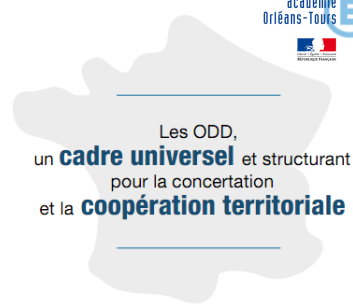 académie
Orléans-Tours
Les ODD,
un cadre universel et structurant
pour la concertation
et la coopération territoriale